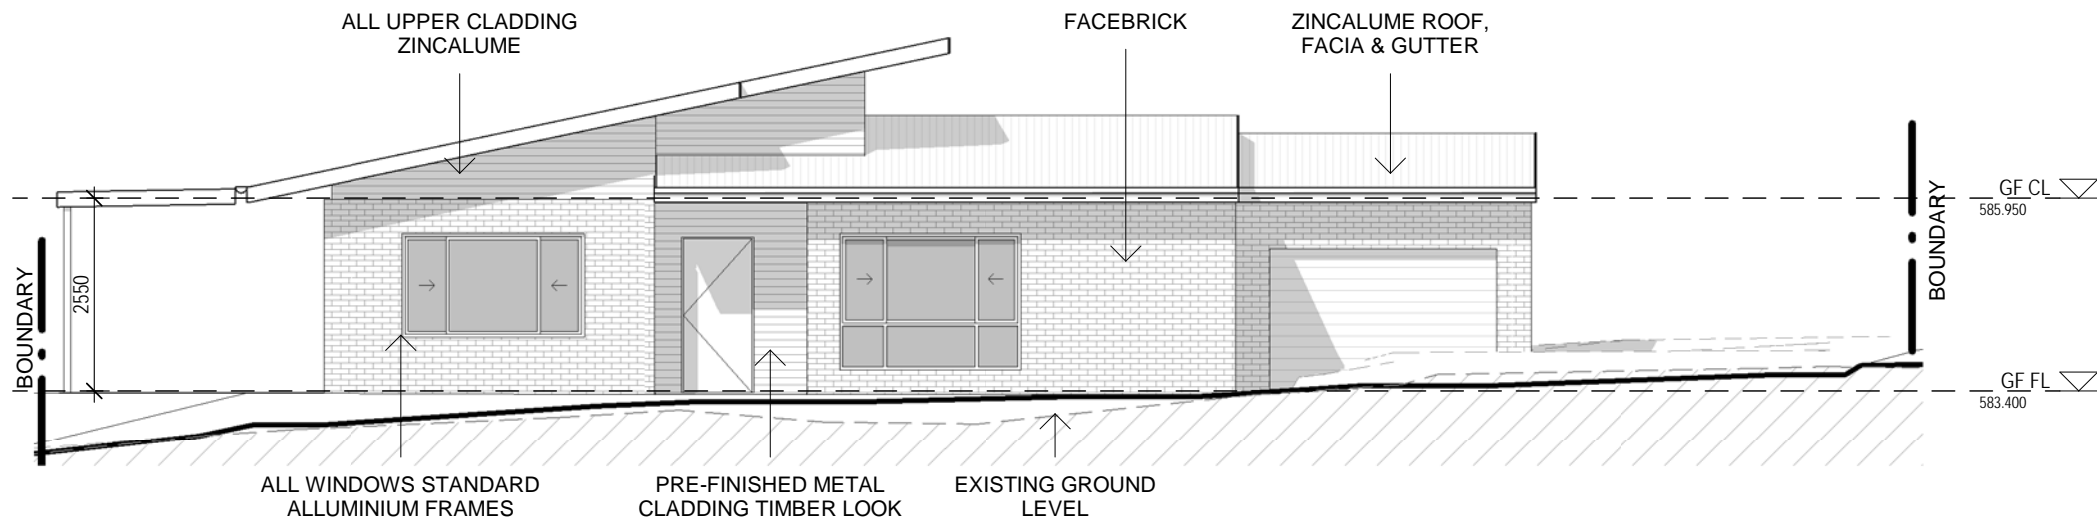 ALL UPPER CLADDING
ZINCALUME
FACEBRICK
ZINCALUME ROOF,
FACIA & GUTTER
GF CL
585.950
BOUNDARY
2550
BOUNDARY
GF FL
583.400
ALL WINDOWS STANDARD
ALLUMINIUM FRAMES
PRE-FINISHED METAL
CLADDING TIMBER LOOK
EXISTING GROUND
LEVEL